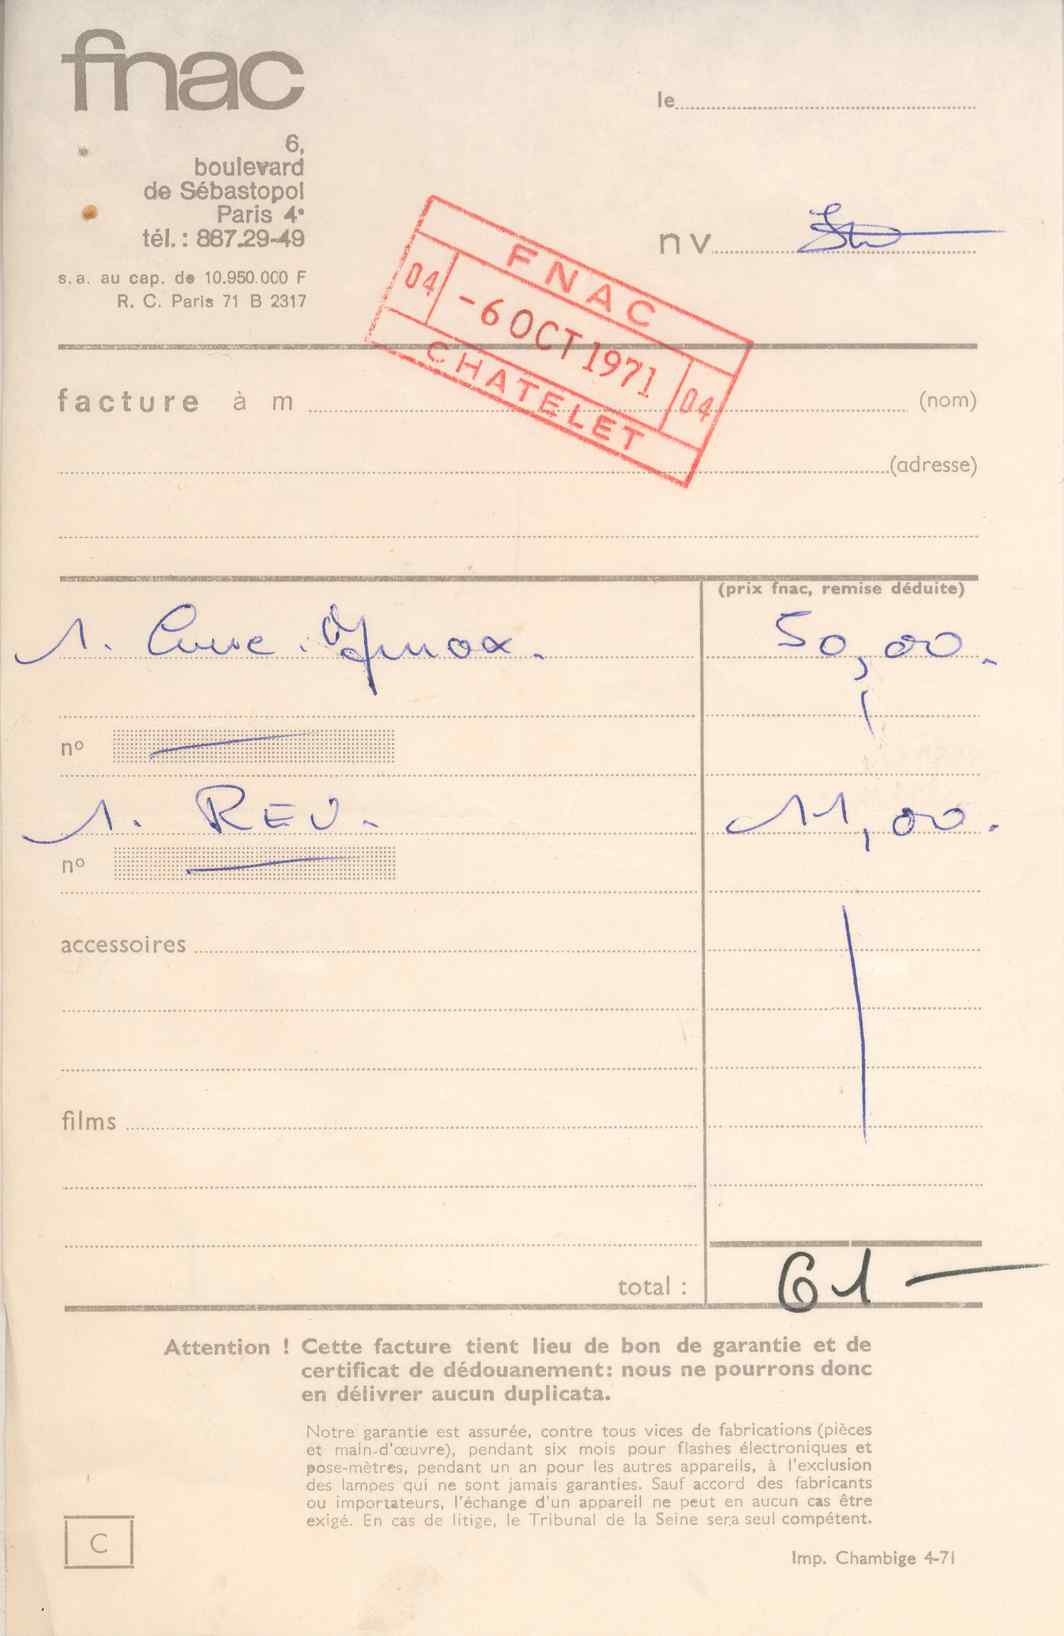 fnac
6,
boulevard
de Sébastopol
Paris 4e
tél. : 887.29-49
s. a. au cap. de 10.950.000 F
R. C. Paris 71 B 2317
le
n v
FNAC
04 -6 OCT 1971 04
CHATELET
facture à m (nom)
(adresse)
(prix fnac, remise déduite)
1. Cuve Inox. 50,00.
nº
1. REV. 11,00.
nº
accessoires
films
total : 61 —
Attention ! Cette facture tient lieu de bon de garantie et de
certificat de dédouanement: nous ne pourrons donc
en délivrer aucun duplicata.
Notre garantie est assurée, contre tous vices de fabrications (pièces
et main-d'œuvre), pendant six mois pour flashes électroniques et
pose-mètres, pendant un an pour les autres appareils, à l'exclusion
des lampes qui ne sont jamais garanties. Sauf accord des fabricants
ou importateurs, l'échange d'un appareil ne peut en aucun cas être
exigé. En cas de litige, le Tribunal de la Seine sera seul compétent.
C
Imp. Chambige 4-71